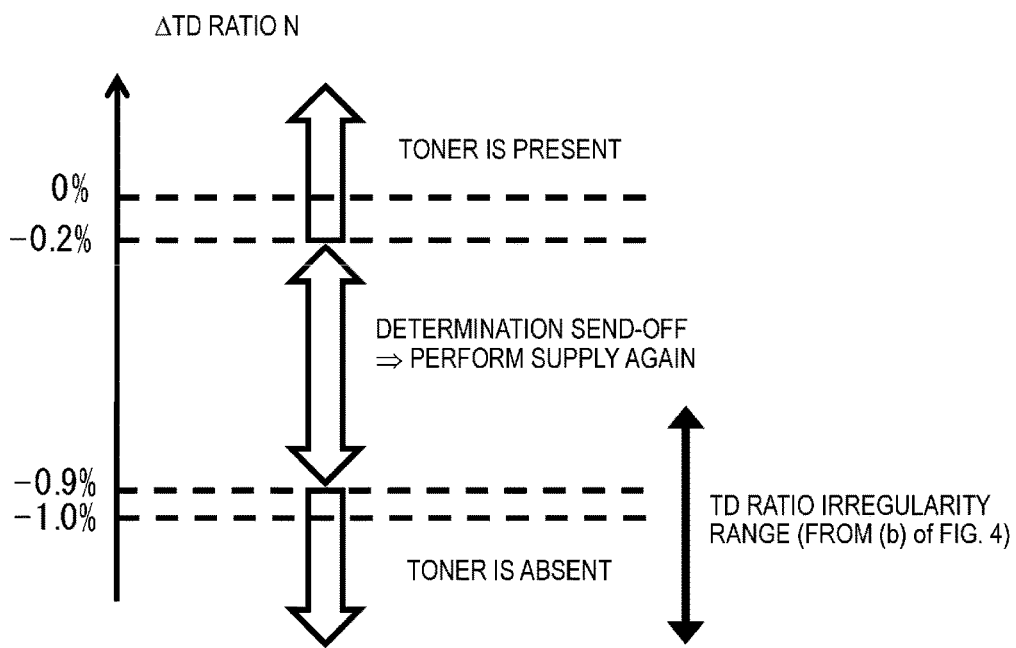 ΔTD RATIO N
TONER IS PRESENT
0%
−0.2%
DETERMINATION SEND-OFF
⇒ PERFORM SUPPLY AGAIN
−0.9%
−1.0%
TD RATIO IRREGULARITY
RANGE (FROM (b) of FIG. 4)
TONER IS ABSENT